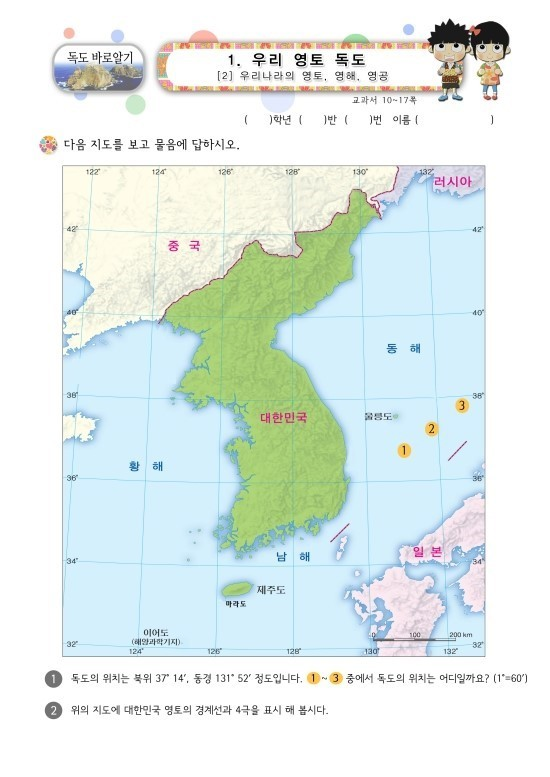 독도 바로알기
1. 우리 영토 독도
[2] 우리나라의 영토, 영해, 영공
교과서 10~17쪽
(      )학년 (      )반 (      )번 이름 (                    )
다음 지도를 보고 물음에 답하시오.
122° 126° 128° 130° 132°
러시아
42° 42°
중 국
40° 40°
동 해
38° 38°
3
대한민국
울릉도
2
1
황 해
36° 36°
일 본
남 해
34° 34°
제주도
마라도
이어도
(해양과학기지)
0 100 200 km
32° 32°
124° 126° 128° 130° 132°
1 독도의 위치는 북위 37° 14′, 동경 131° 52′ 정도입니다. 1 ~ 3 중에서 독도의 위치는 어디일까요? (1°=60′)
2 위의 지도에 대한민국 영토의 경계선과 4극을 표시 해 봅시다.